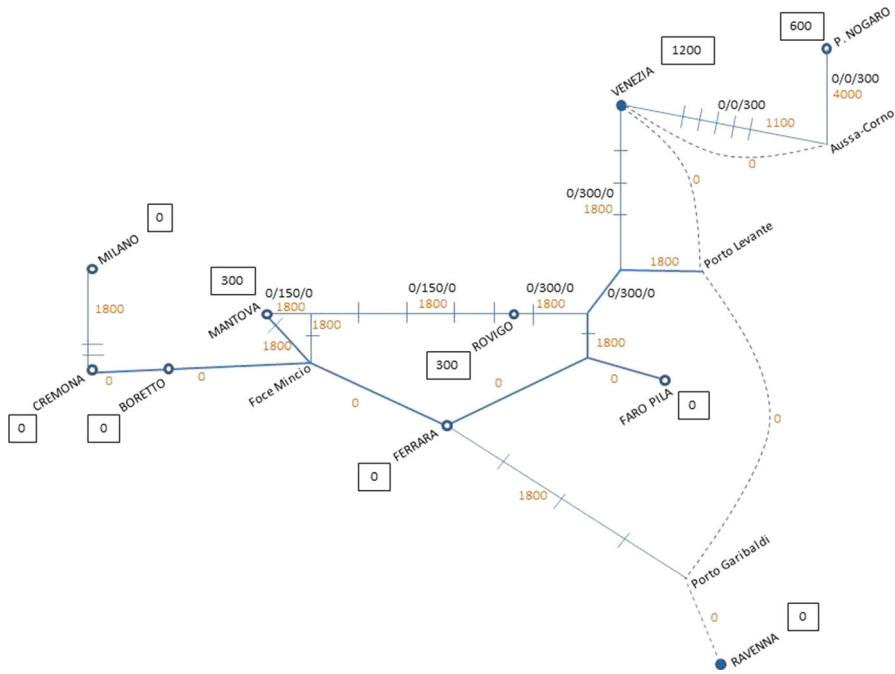 600
P. NOGARO
1200
VENEZIA
0/0/300
4000
0/0/300
1100
Aussa-Corno
0
0
0/300/0
1800
0
MILANO
Porto Levante
1800
300
0/150/0
0/150/0
0/300/0
0/300/0
1800
1800
1800
1800
MANTOVA
1800
ROVIGO
1800
1800
300
CREMONA
0
BORETTO
0
Foce Mincio
0
0
0
FARO PILA
0
0
0
0
FERRARA
0
1800
Porto Garibaldi
0
0
RAVENNA